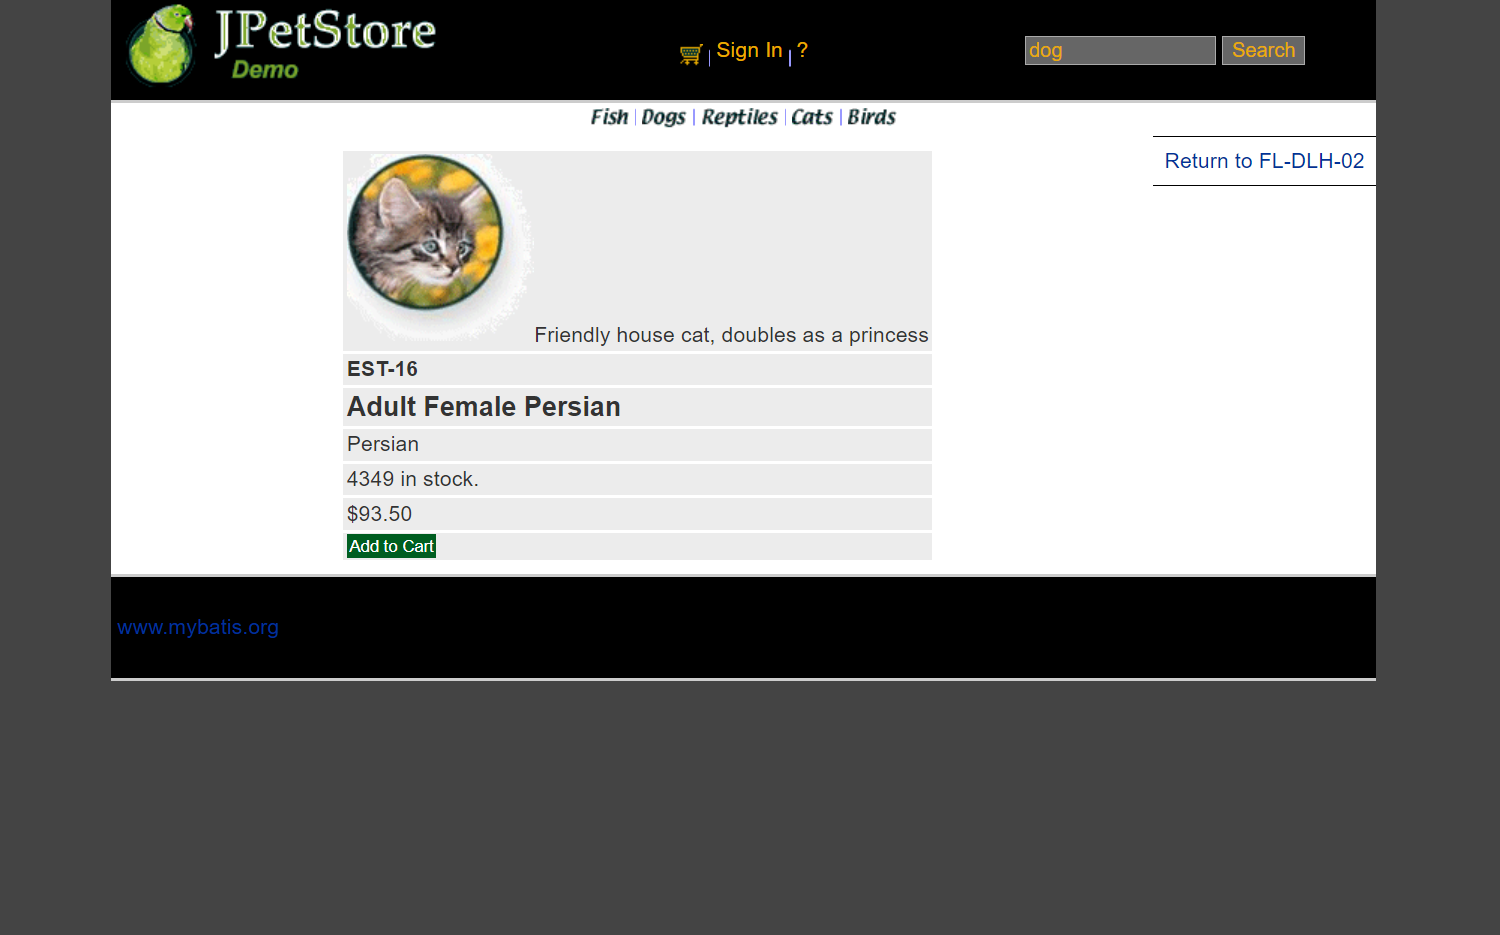 JPetStore
Demo
Sign In | ?
dog
Search
Fish | Dogs | Reptiles | Cats | Birds
Return to FL-DLH-02
Friendly house cat, doubles as a princess
EST-16
Adult Female Persian
Persian
4349 in stock.
$93.50
Add to Cart
www.mybatis.org